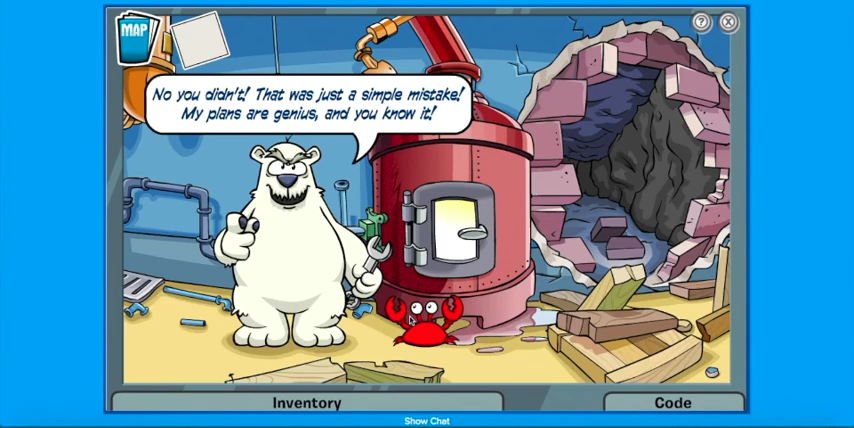 MAP
?
No you didn't! That was just a simple mistake!
My plans are genius, and you know it!
Inventory
Code
Show Chat